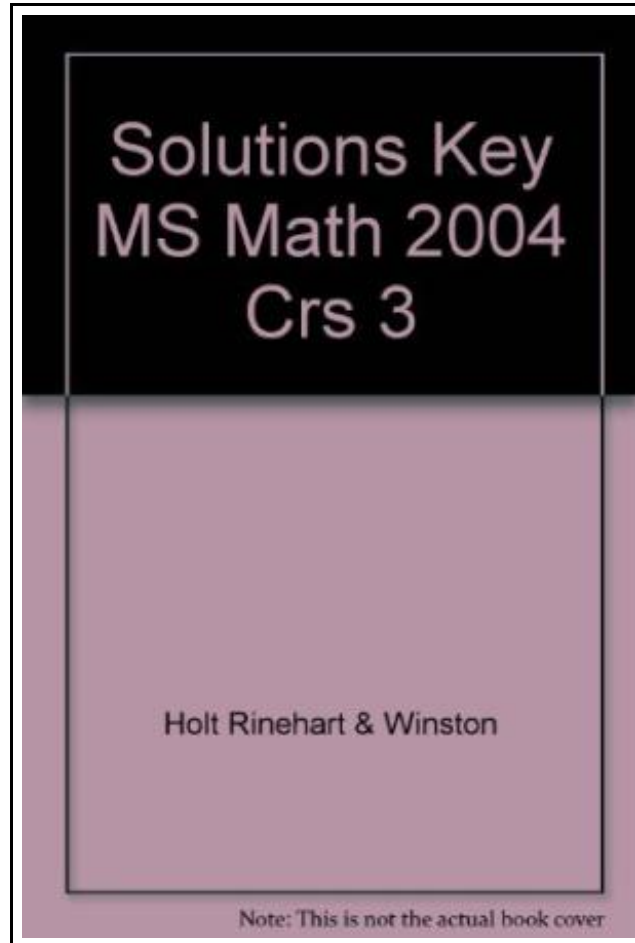 Solutions Key
MS Math 2004
Crs 3
Holt Rinehart & Winston
Note: This is not the actual book cover